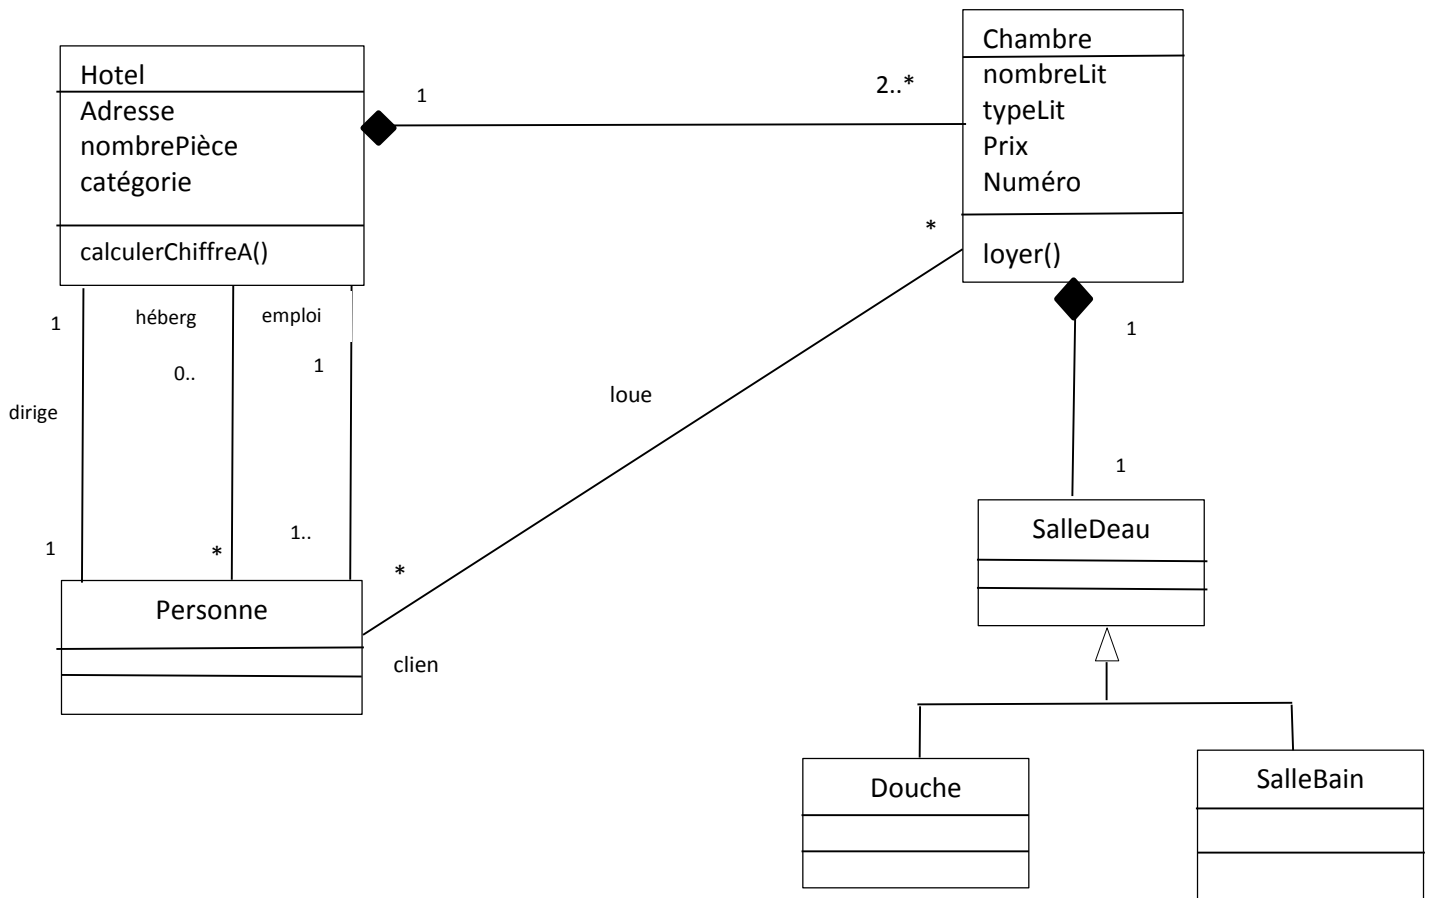 Hotel
Adresse
nombrePièce
catégorie
calculerChiffreA()
1
2..*
Chambre
nombreLit
typeLit
Prix
Numéro
loyer()
*
1
héberg
emploi
0..
1
dirige
1
*
1..
*
loue
clien
1
1
Personne
SalleDeau
Douche
SalleBain